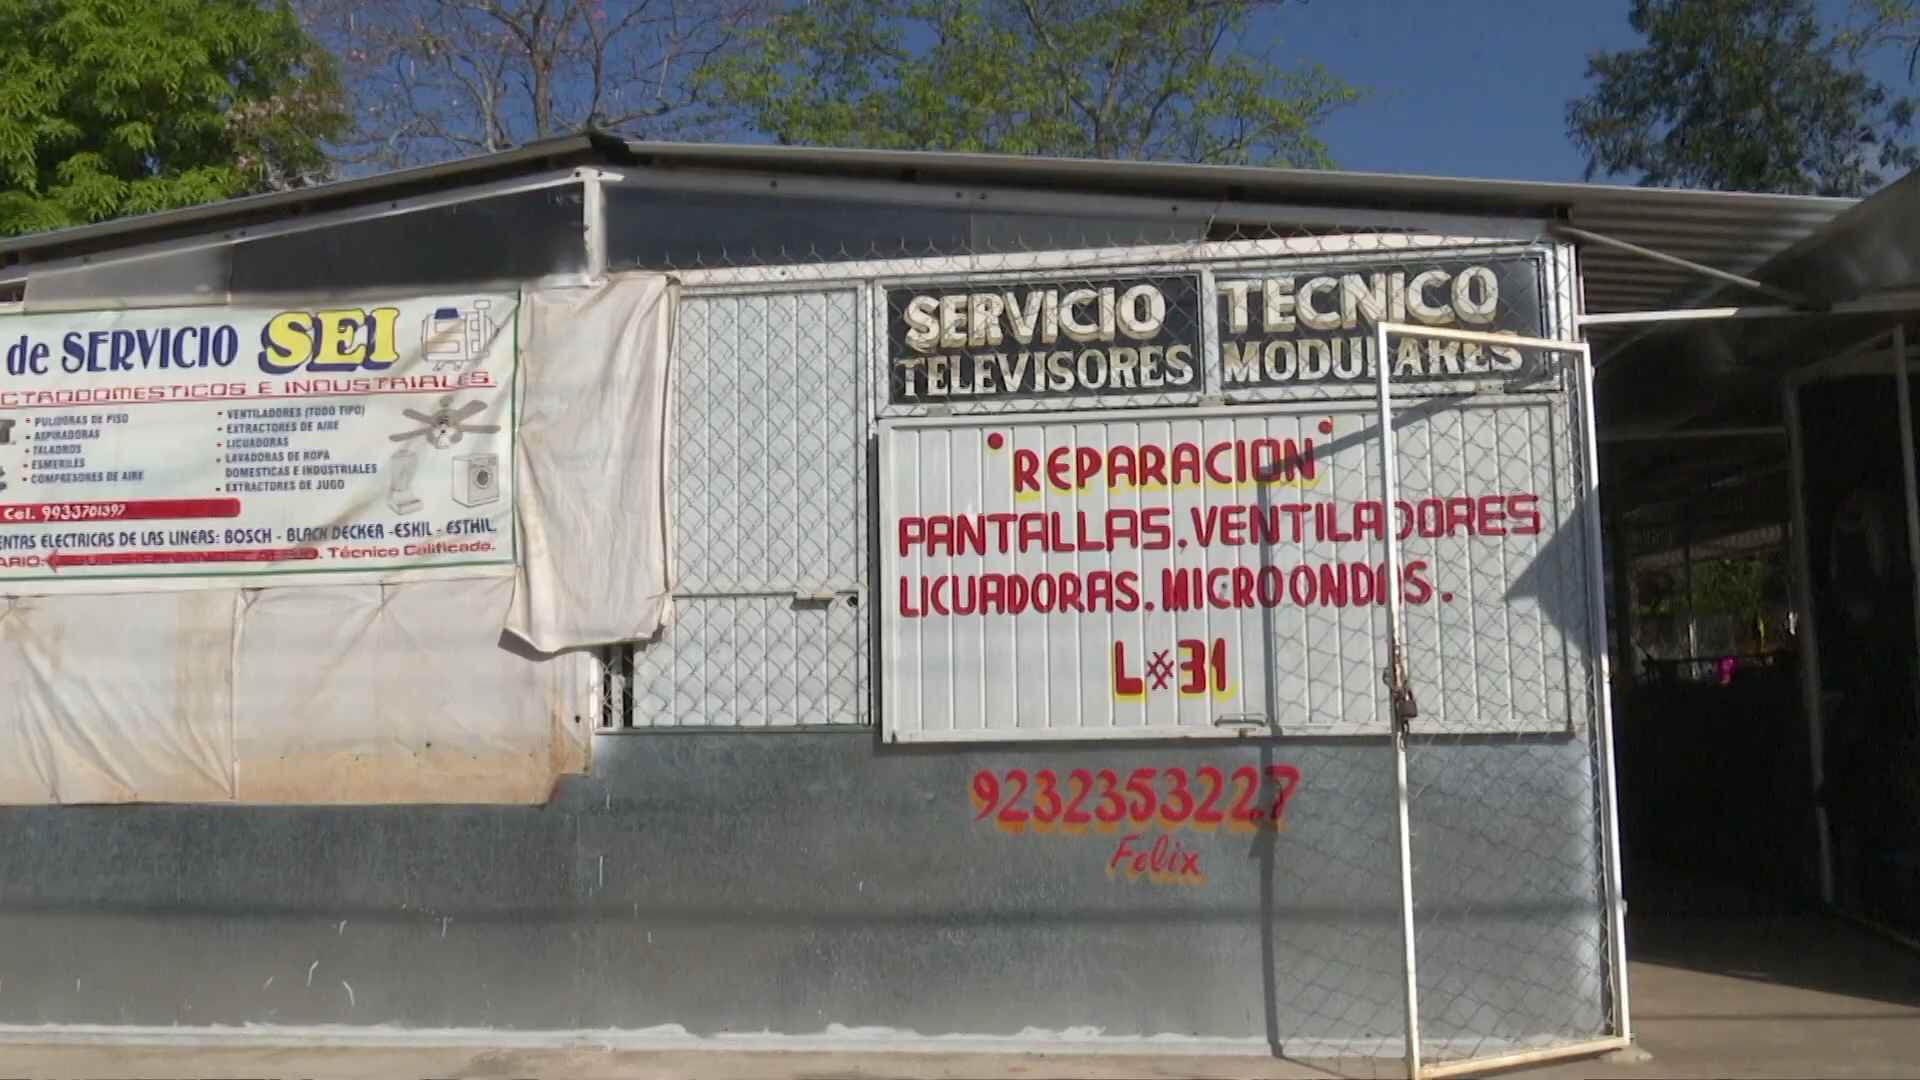 de SERVICIO SEI
CTRODOMESTICOS E INDUSTRIALES.
• PULIDORAS DE PISO
• ASPIRADORAS
• TALADROS
• ESMERILES
• COMPRESORES DE AIRE
• VENTILADORES (TODO TIPO)
• EXTRACTORES DE AIRE
• LICUADORAS
• LAVADORAS DE ROPA
DOMESTICAS E INDUSTRIALES
• EXTRACTORES DE JUGO
Cel. 9933701397
ENTAS ELECTRICAS DE LAS LINEAS: BOSCH - BLACK DECKER - ESKIL - ESTHIL.
ARIO: Técnico Calificado.
SERVICIO TECNICO
TELEVISORES MODULARES
• REPARACION •
PANTALLAS. VENTILADORES
LICUADORAS. MICROONDAS.
L*31
9232353227
Felix